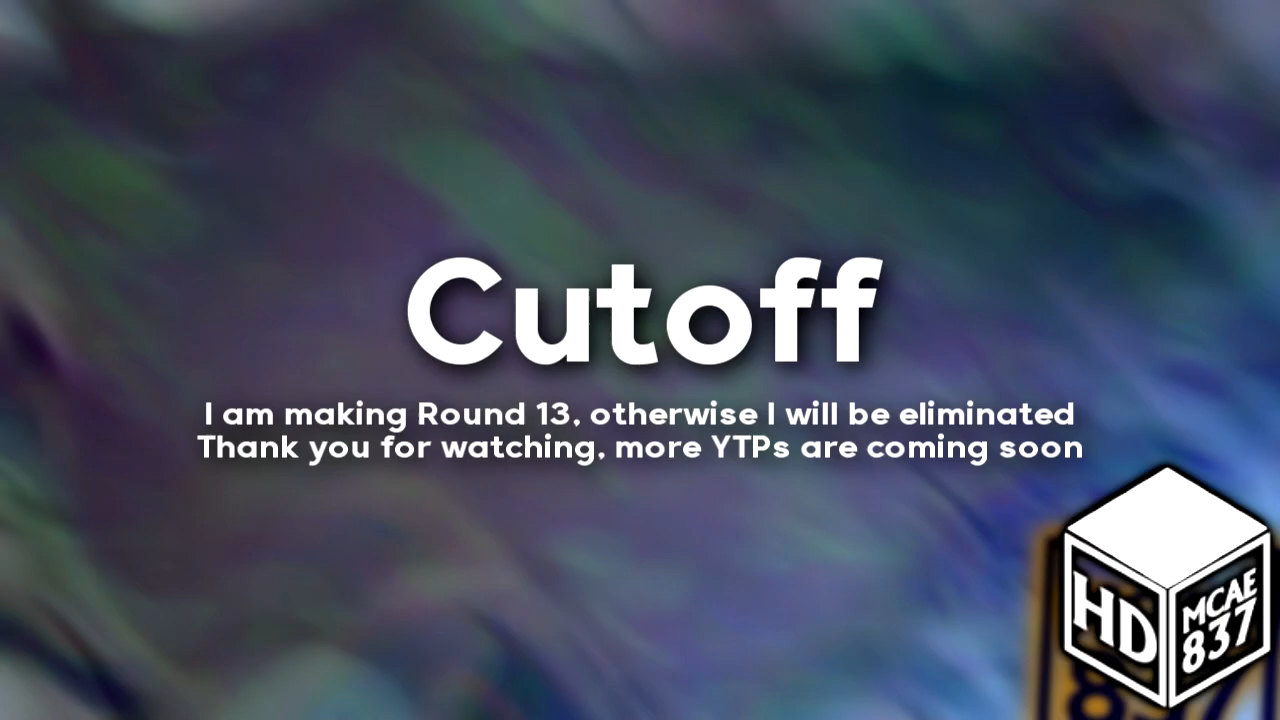 Cutoff
I am making Round 13, otherwise I will be eliminated
Thank you for watching, more YTPs are coming soon
HD
MCAE
837